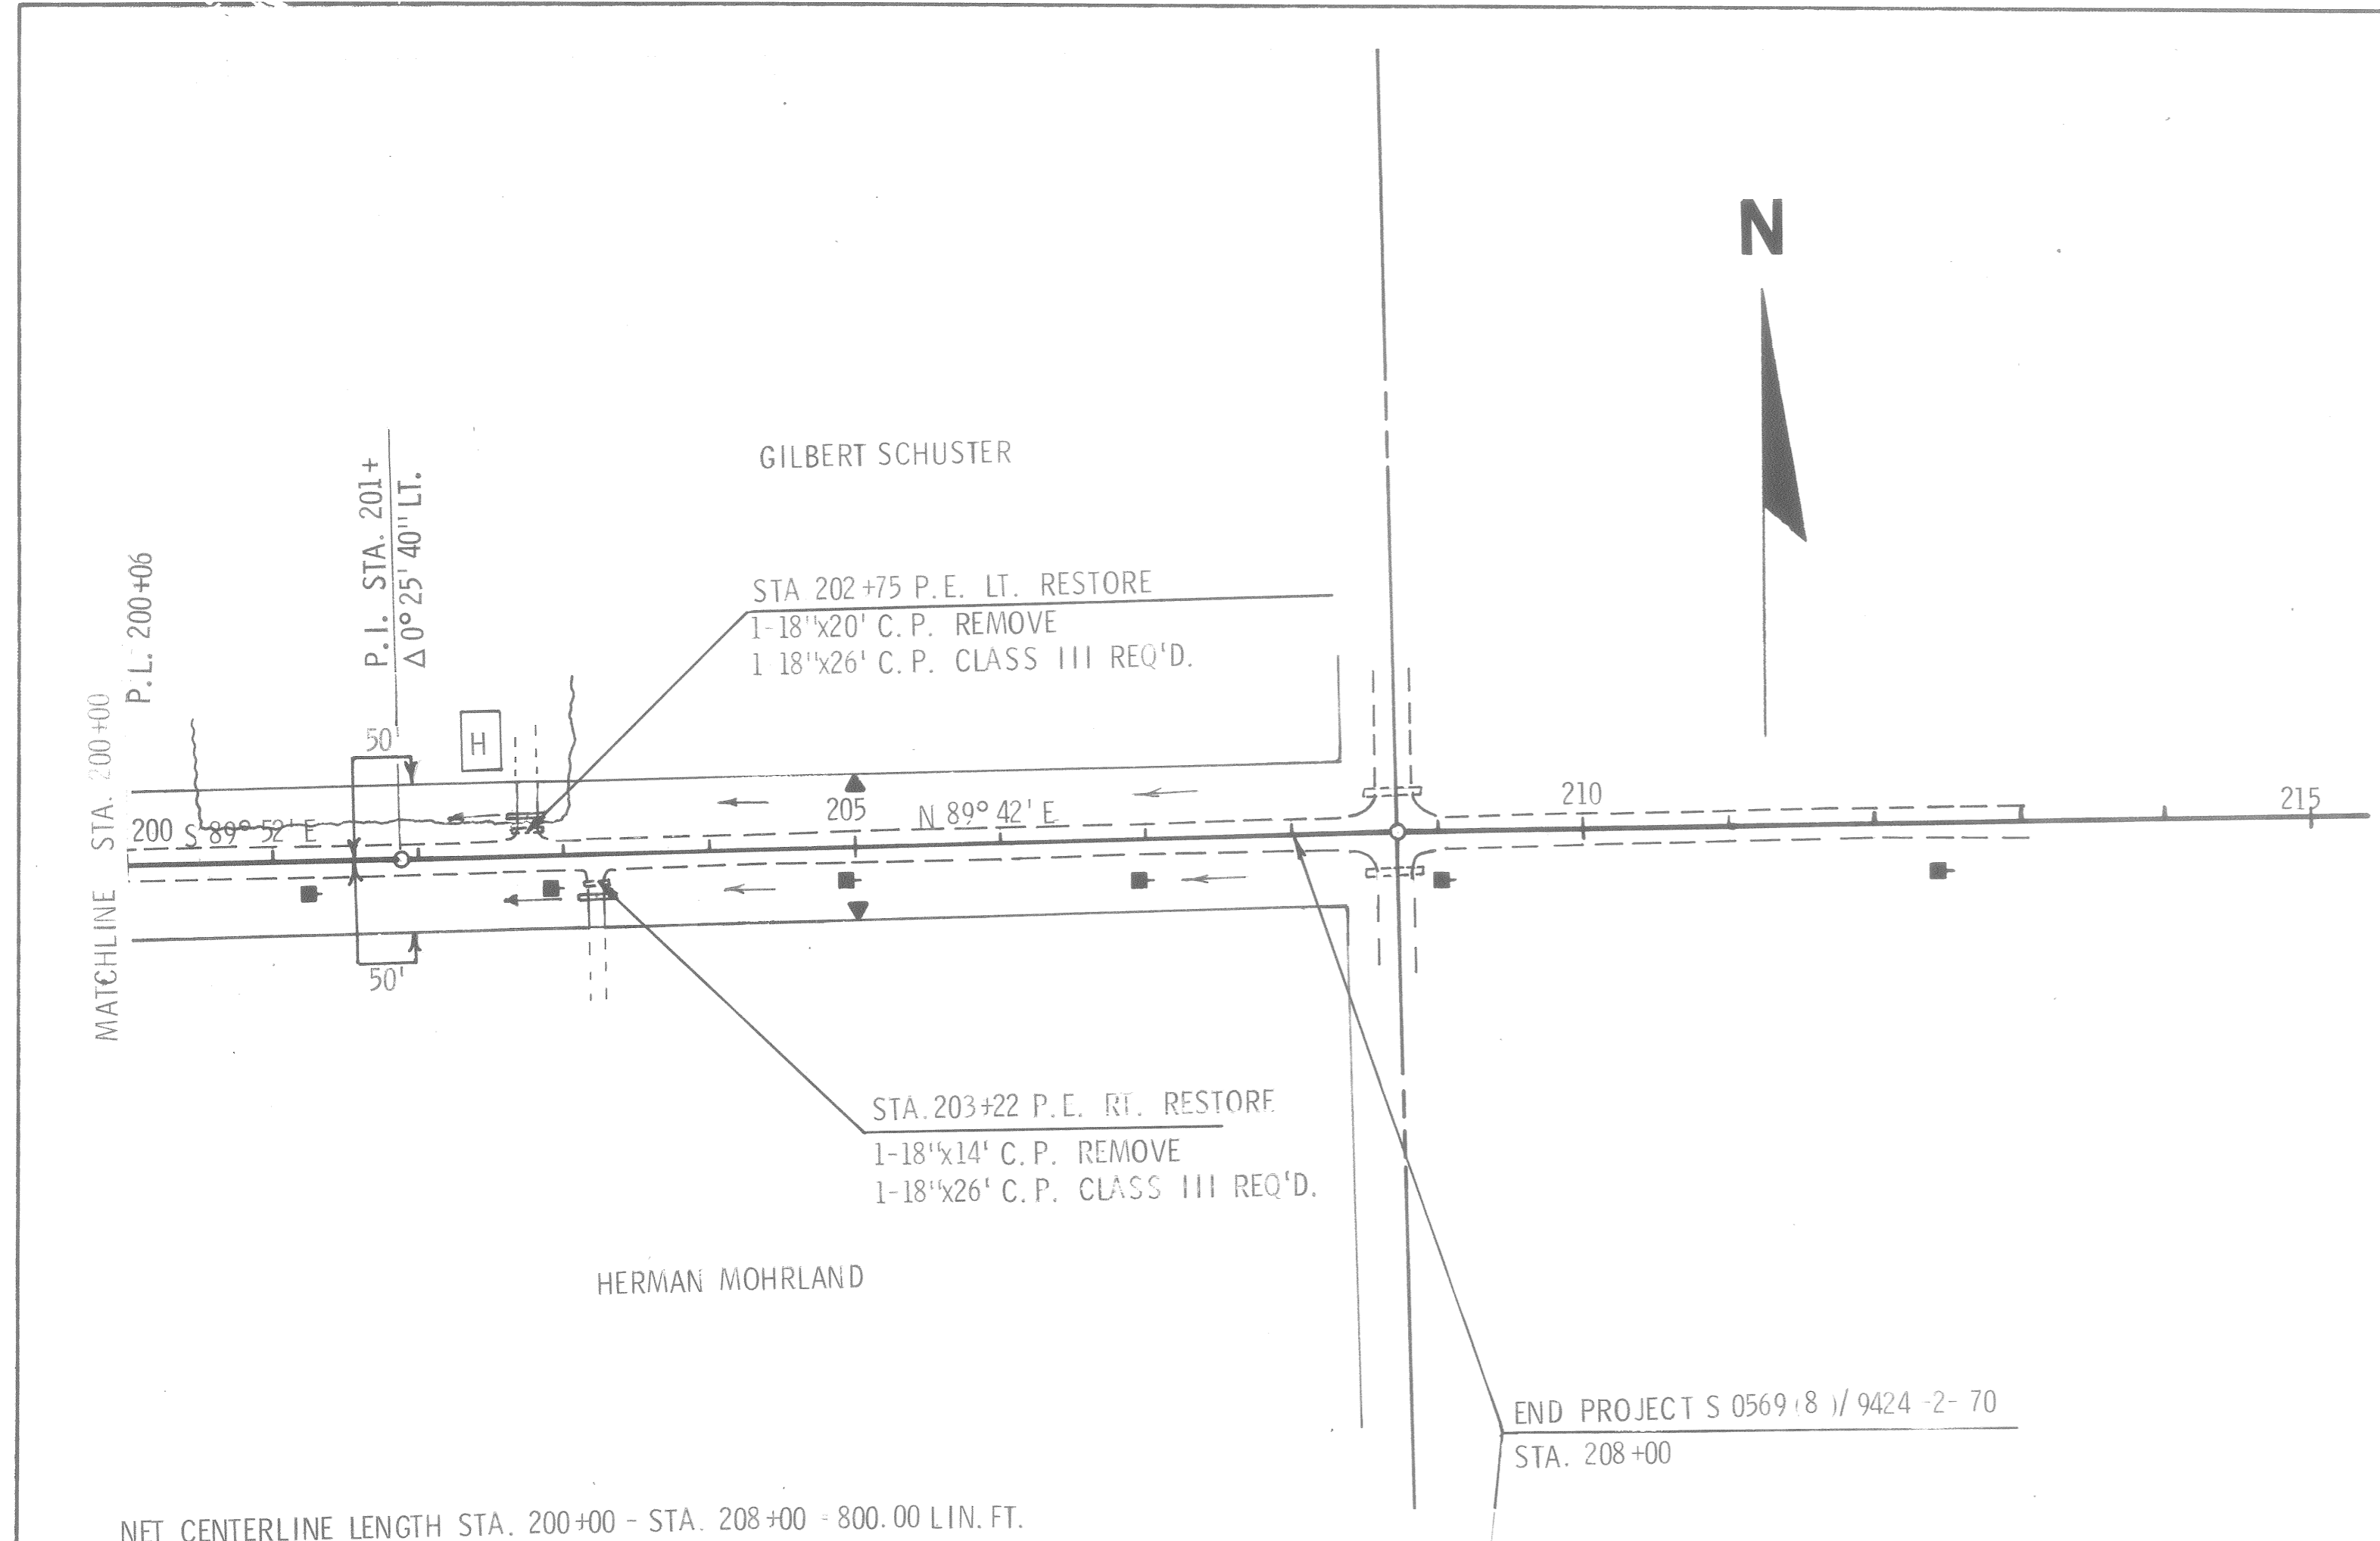 N
GILBERT SCHUSTER
P.I. STA. 201+
Δ 0° 25' 40" LT.
P.L. 200+06
MATCHLINE STA. 200+00
STA 202+75 P.E. LT. RESTORE
1-18"x20' C.P. REMOVE
1 18"x26' C.P. CLASS III REQ'D.
50'
H
200 S 89° 52' E
205
N 89° 42' E
210
215
50'
STA. 203+22 P.E. RT. RESTORE
1-18"x14' C.P. REMOVE
1-18"x26' C.P. CLASS III REQ'D.
HERMAN MOHRLAND
END PROJECT S 0569(8)/ 9424-2-70
STA. 208+00
NET CENTERLINE LENGTH STA. 200+00 - STA. 208+00 = 800.00 LIN. FT.